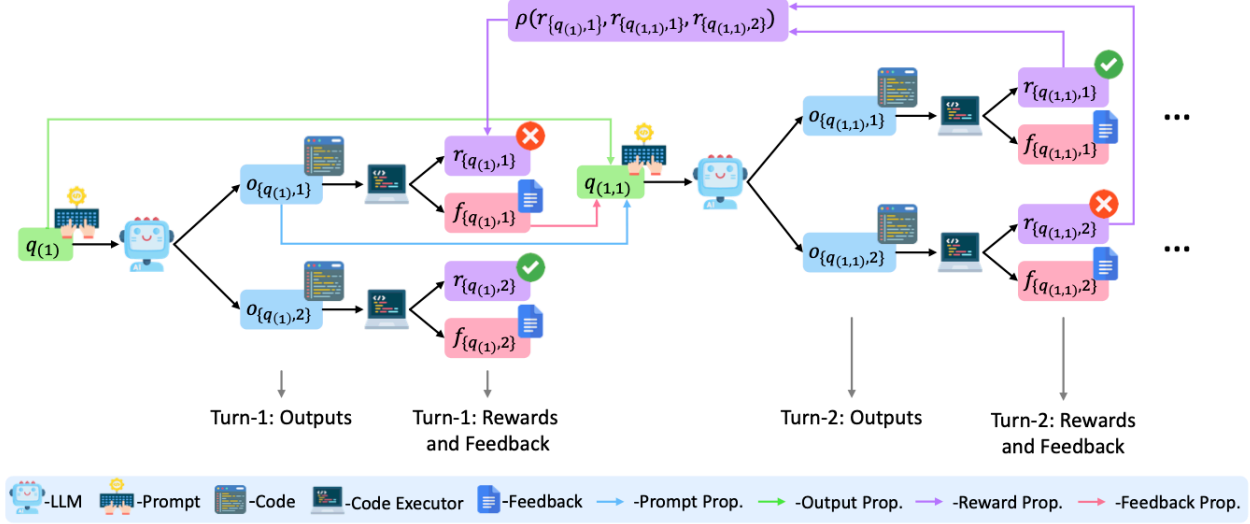 ρ(r{q(1),1}, r{q(1,1),1}, r{q(1,1),2})
r{q(1,1),1}
o{q(1,1),1}
f{q(1,1),1}
...
r{q(1),1}
o{q(1),1}
q(1,1)
f{q(1),1}
AI
q(1)
AI
r{q(1,1),2}
o{q(1,1),2}
f{q(1,1),2}
...
r{q(1),2}
o{q(1),2}
f{q(1),2}
Turn-1: Outputs
Turn-1: Rewards
and Feedback
Turn-2: Outputs
Turn-2: Rewards
and Feedback
-LLM -Prompt -Code -Code Executor -Feedback -Prompt Prop. -Output Prop. -Reward Prop. -Feedback Prop.